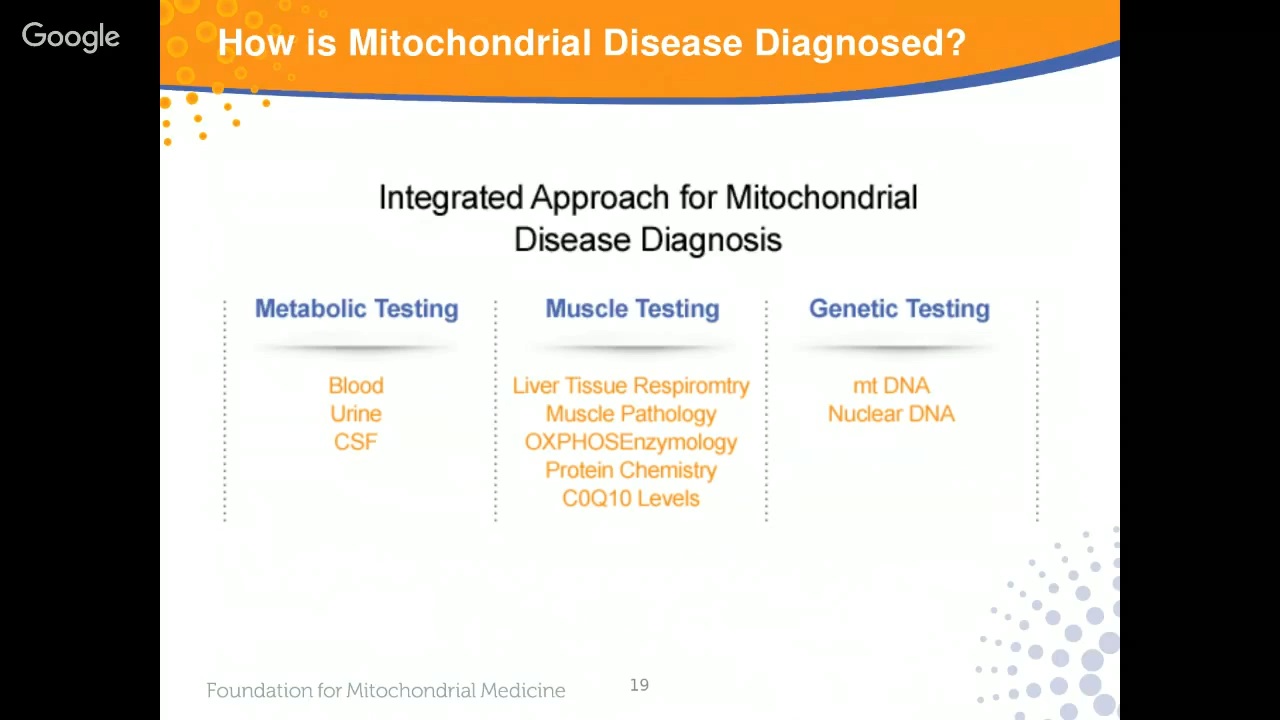 Google
How is Mitochondrial Disease Diagnosed?
Integrated Approach for Mitochondrial
Disease Diagnosis
Metabolic Testing
Blood
Urine
CSF
Muscle Testing
Liver Tissue Respiromtry
Muscle Pathology
OXPHOSEnzymology
Protein Chemistry
C0Q10 Levels
Genetic Testing
mt DNA
Nuclear DNA
Foundation for Mitochondrial Medicine
19